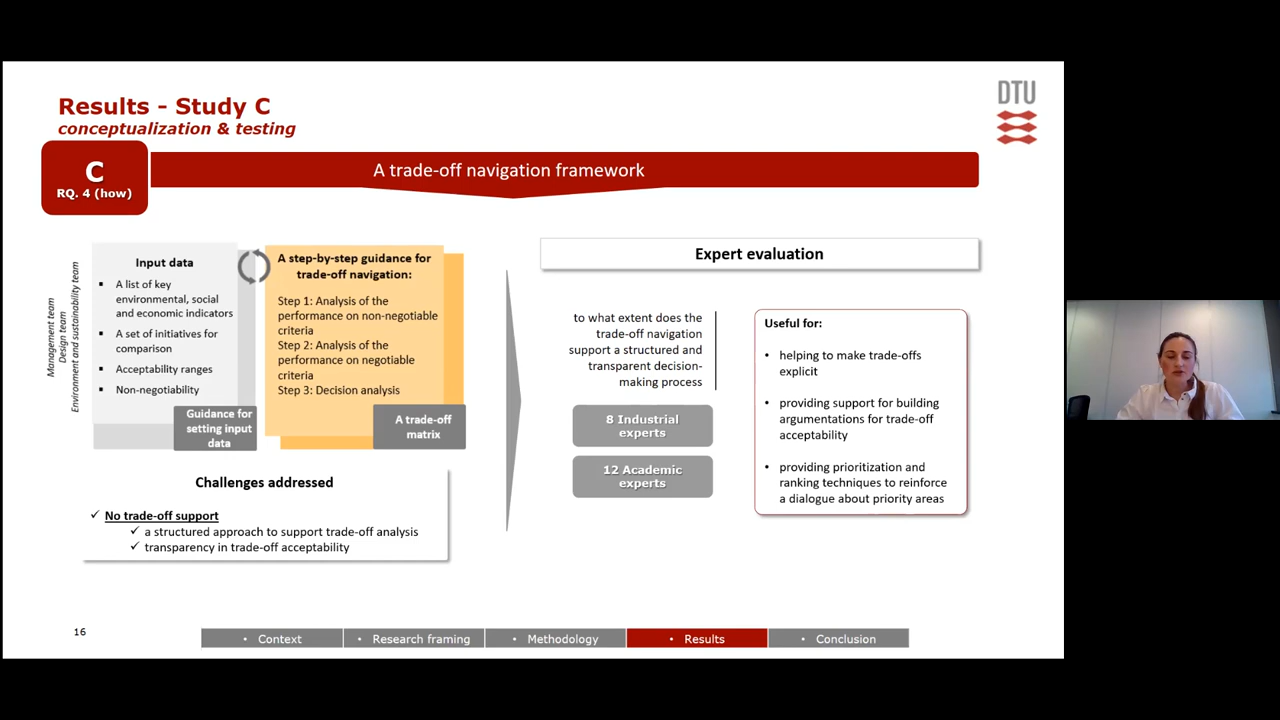 Results - Study C
conceptualization & testing
DTU
C
RQ. 4 (how)
A trade-off navigation framework
Management team
Design team
Environment and sustainability team
Input data
▪ A list of key
environmental, social
and economic indicators
▪ A set of initiatives for
comparison
▪ Acceptability ranges
▪ Non-negotiability
Guidance for
setting input
data
A step-by-step guidance for
trade-off navigation:
Step 1: Analysis of the
performance on non-negotiable
criteria
Step 2: Analysis of the
performance on negotiable
criteria
Step 3: Decision analysis
A trade-off
matrix
Challenges addressed
✓ No trade-off support
✓ a structured approach to support trade-off analysis
✓ transparency in trade-off acceptability
Expert evaluation
to what extent does the
trade-off navigation
support a structured and
transparent decision-
making process
8 Industrial
experts
12 Academic
experts
Useful for:
• helping to make trade-offs
explicit
• providing support for building
argumentations for trade-off
acceptability
• providing prioritization and
ranking techniques to reinforce
a dialogue about priority areas
16
• Context
• Research framing
• Methodology
• Results
• Conclusion